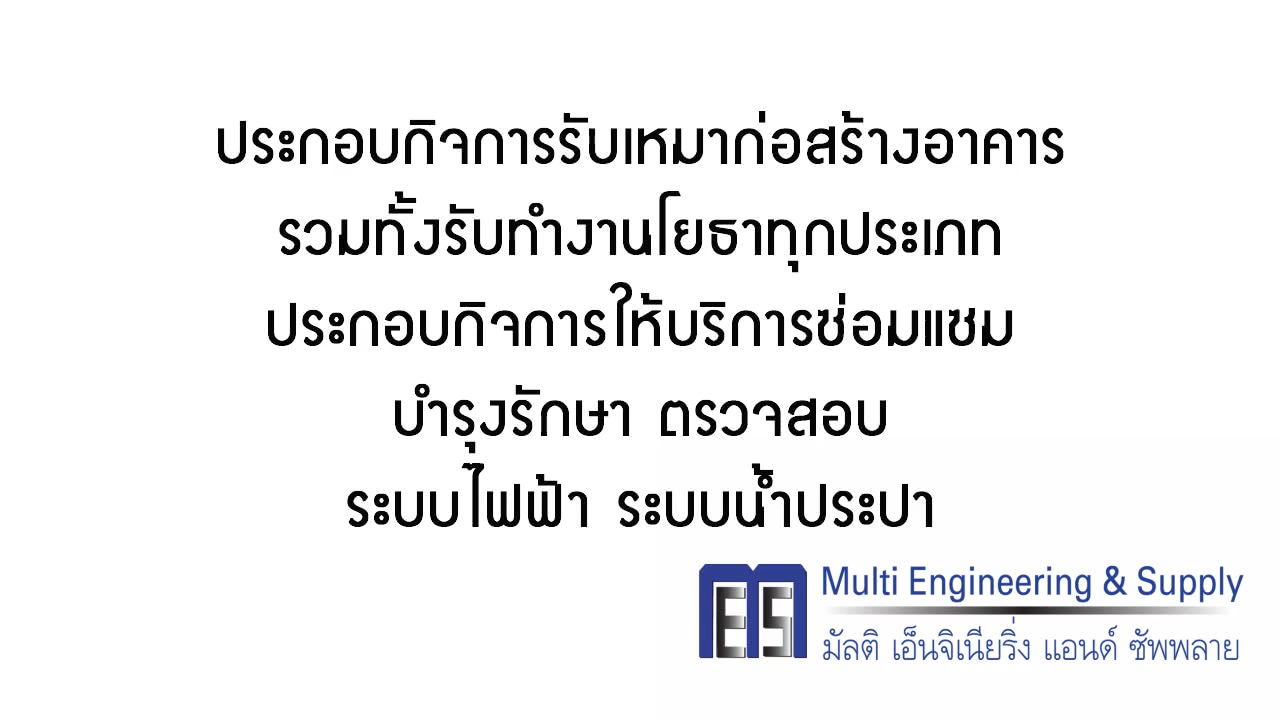 ประกอบกิจการรับเหมาก่อสร้างอาคาร
รวมทั้งรับทำงานโยธาทุกประเภท
ประกอบกิจการให้บริการซ่อมแซม
บำรุงรักษา ตรวจสอบ
ระบบไฟฟ้า ระบบน้ำประปา
MES
Multi Engineering & Supply
มัลติ เอ็นจิเนียริ่ง แอนด์ ซัพพลาย